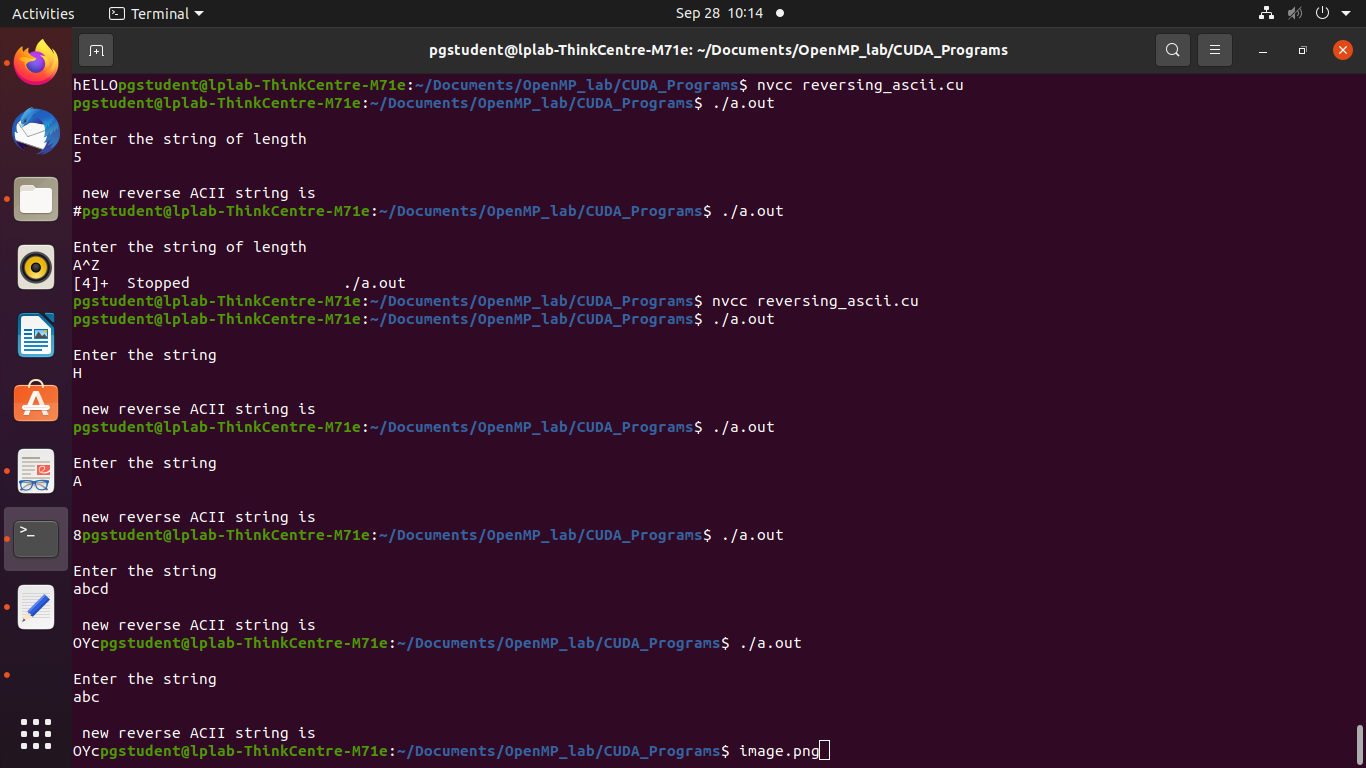 Activities
Terminal
Sep 28 10:14
pgstudent@lplab-ThinkCentre-M71e: ~/Documents/OpenMP_lab/CUDA_Programs
hEllOpgstudent@lplab-ThinkCentre-M71e:~/Documents/OpenMP_lab/CUDA_Programs$ nvcc reversing_ascii.cu
pgstudent@lplab-ThinkCentre-M71e:~/Documents/OpenMP_lab/CUDA_Programs$ ./a.out
Enter the string of length
5
new reverse ACII string is
#pgstudent@lplab-ThinkCentre-M71e:~/Documents/OpenMP_lab/CUDA_Programs$ ./a.out
Enter the string of length
A^Z
[4]+  Stopped                 ./a.out
pgstudent@lplab-ThinkCentre-M71e:~/Documents/OpenMP_lab/CUDA_Programs$ nvcc reversing_ascii.cu
pgstudent@lplab-ThinkCentre-M71e:~/Documents/OpenMP_lab/CUDA_Programs$ ./a.out
Enter the string
H
new reverse ACII string is
pgstudent@lplab-ThinkCentre-M71e:~/Documents/OpenMP_lab/CUDA_Programs$ ./a.out
Enter the string
A
new reverse ACII string is
8pgstudent@lplab-ThinkCentre-M71e:~/Documents/OpenMP_lab/CUDA_Programs$ ./a.out
Enter the string
abcd
new reverse ACII string is
OYcpgstudent@lplab-ThinkCentre-M71e:~/Documents/OpenMP_lab/CUDA_Programs$ ./a.out
Enter the string
abc
new reverse ACII string is
OYcpgstudent@lplab-ThinkCentre-M71e:~/Documents/OpenMP_lab/CUDA_Programs$ image.png